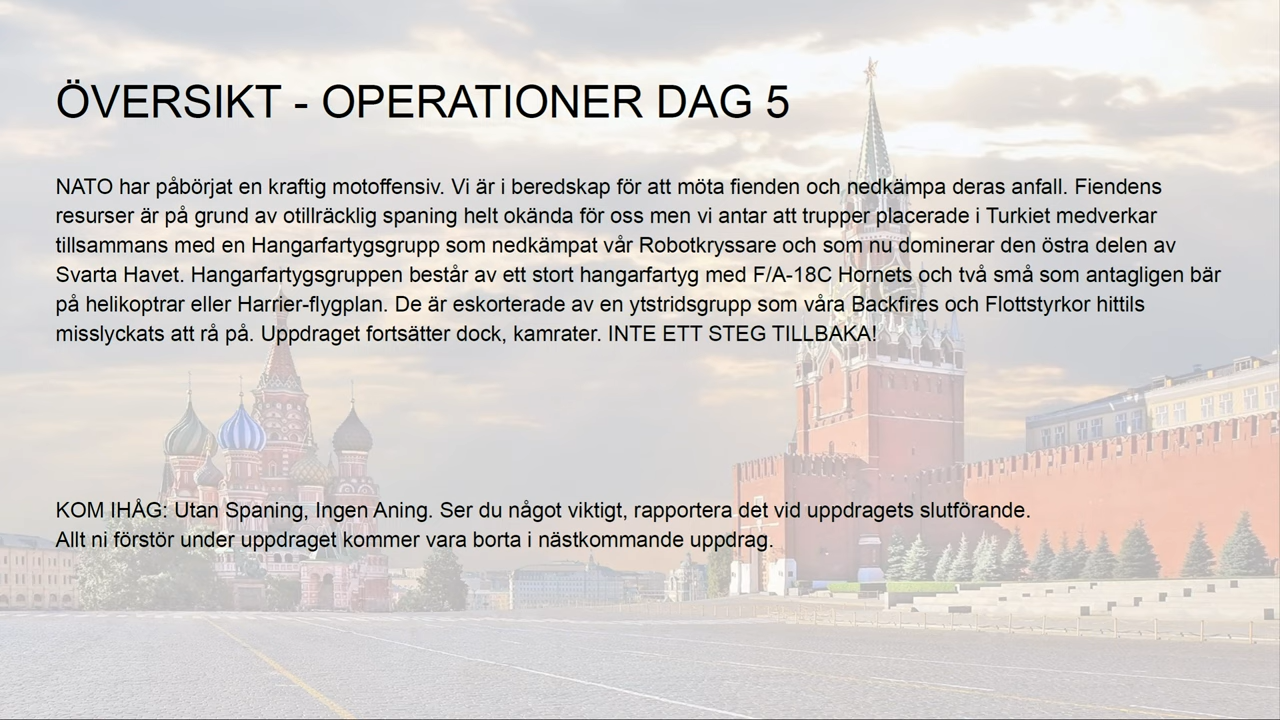 ÖVERSIKT - OPERATIONER DAG 5
NATO har påbörjat en kraftig motoffensiv. Vi är i beredskap för att möta fienden och nedkämpa deras anfall. Fiendens
resurser är på grund av otillräcklig spaning helt okända för oss men vi antar att trupper placerade i Turkiet medverkar
tillsammans med en Hangarfartygsgrupp som nedkämpat vår Robotkryssare och som nu dominerar den östra delen av
Svarta Havet. Hangarfartygsgruppen består av ett stort hangarfartyg med F/A-18C Hornets och två små som antagligen bär
på helikoptrar eller Harrier-flygplan. De är eskorterade av en ytstridsgrupp som våra Backfires och Flottstyrkor hittils
misslyckats att rå på. Uppdraget fortsätter dock, kamrater. INTE ETT STEG TILLBAKA!
KOM IHÅG: Utan Spaning, Ingen Aning. Ser du något viktigt, rapportera det vid uppdragets slutförande.
Allt ni förstör under uppdraget kommer vara borta i nästkommande uppdrag.